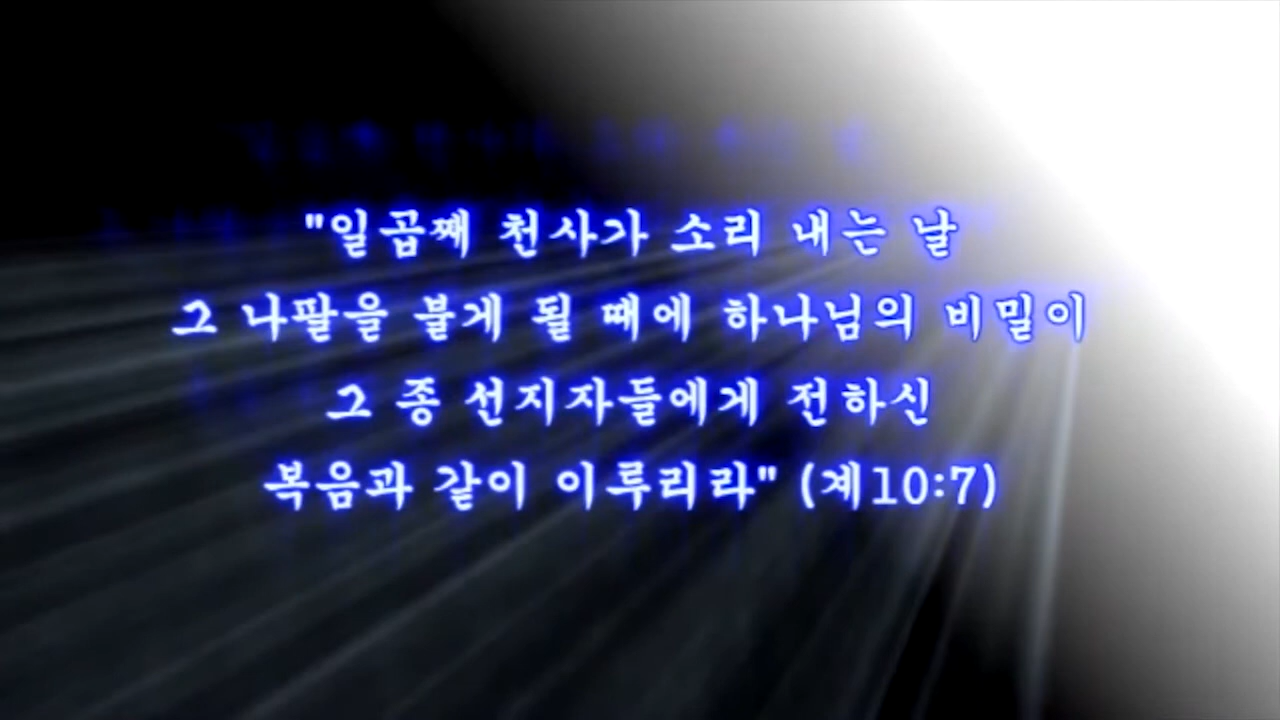 "일곱째 천사가 소리 내는 날
그 나팔을 불게 될 때에 하나님의 비밀이
그 종 선지자들에게 전하신
복음과 같이 이루리라" (계10:7)